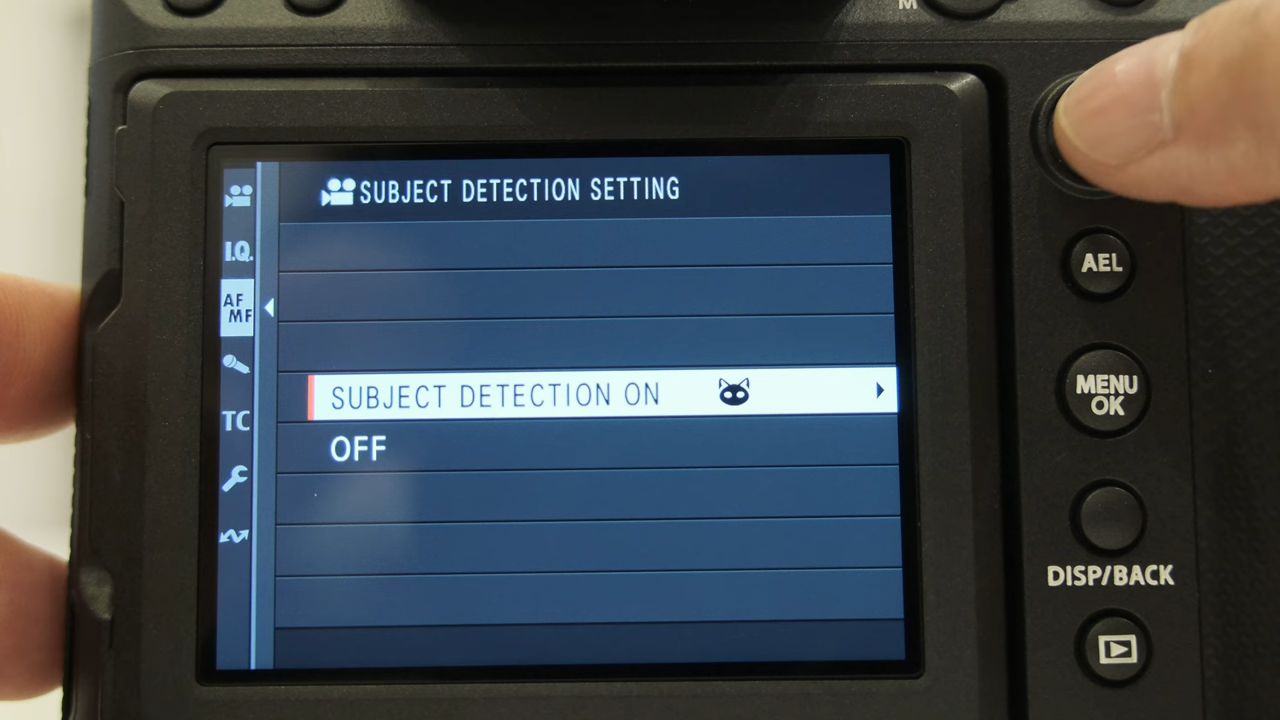 M
SUBJECT DETECTION SETTING
I.Q.
AF
MF
TC
SUBJECT DETECTION ON
OFF
AEL
MENU
OK
DISP/BACK